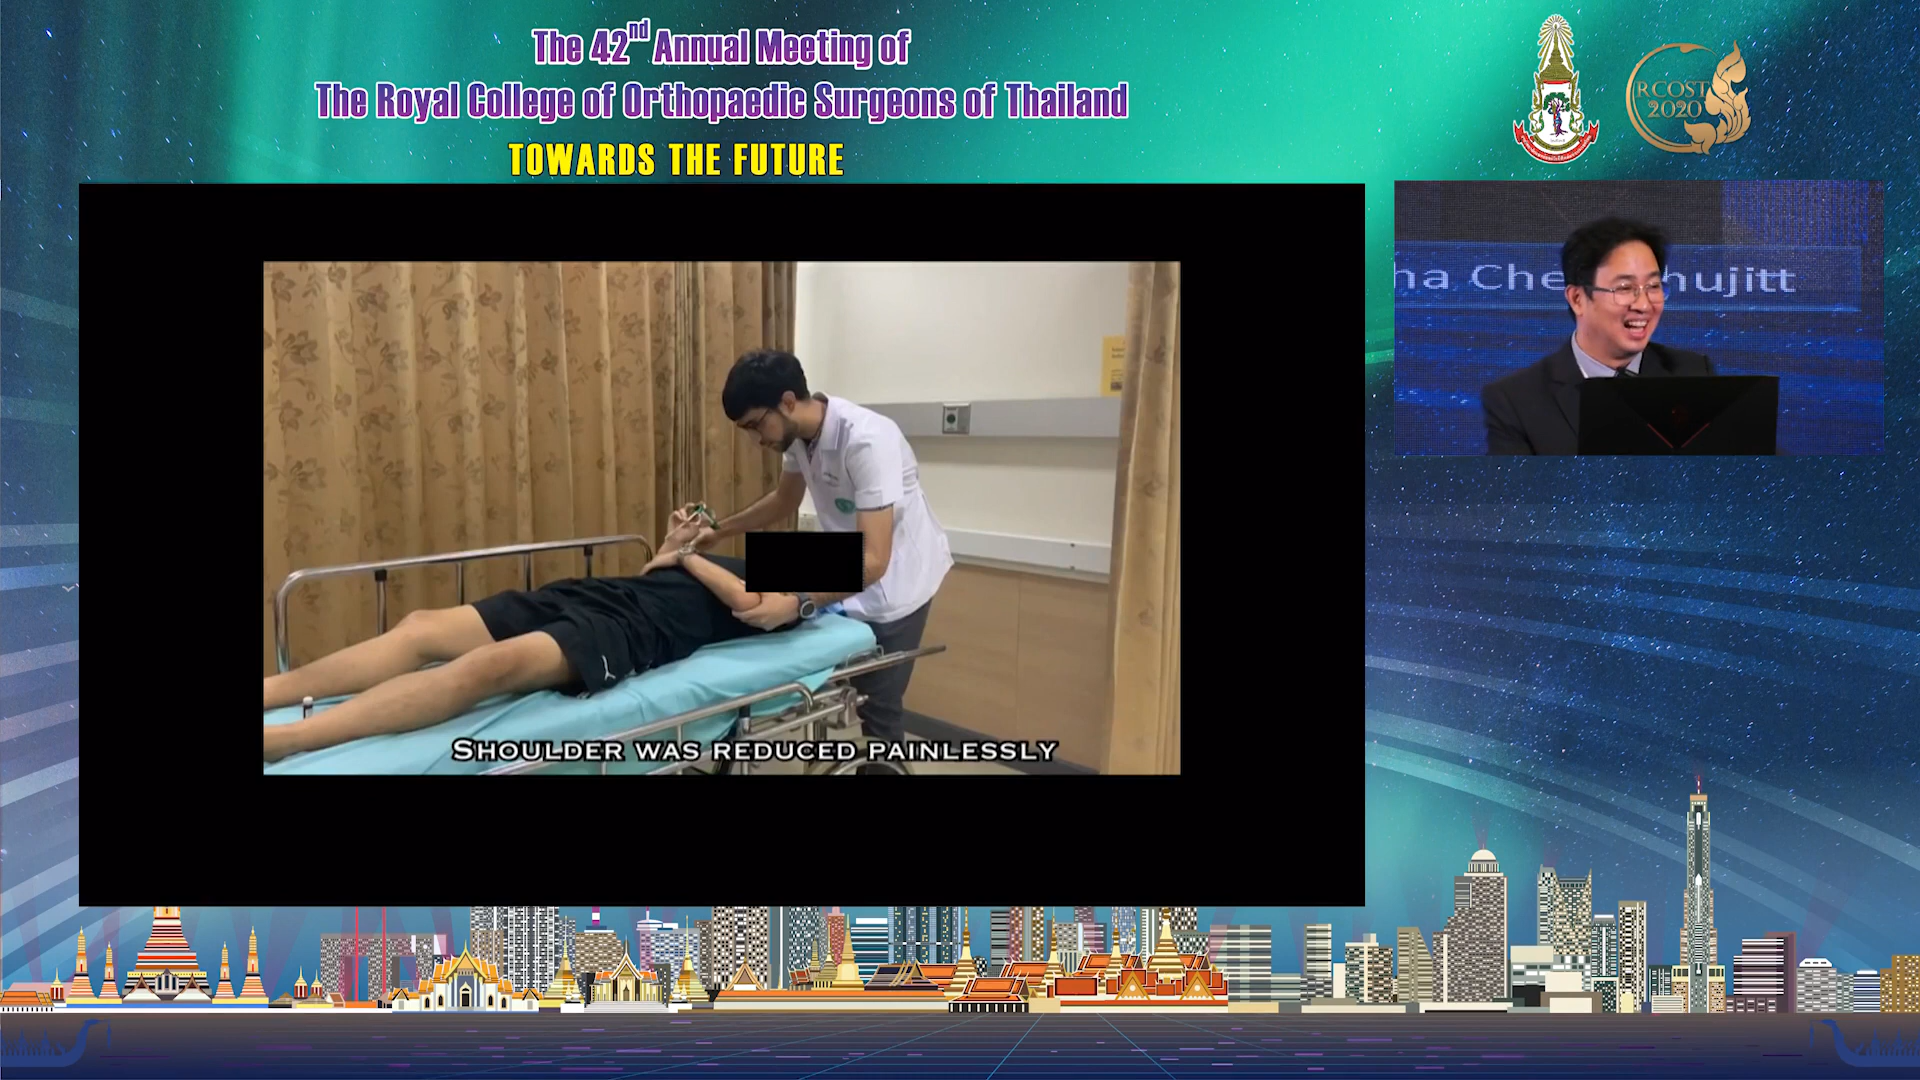 The 42nd Annual Meeting of
The Royal College of Orthopaedic Surgeons of Thailand
TOWARDS THE FUTURE
RCOST
2020
SHOULDER WAS REDUCED PAINLESSLY